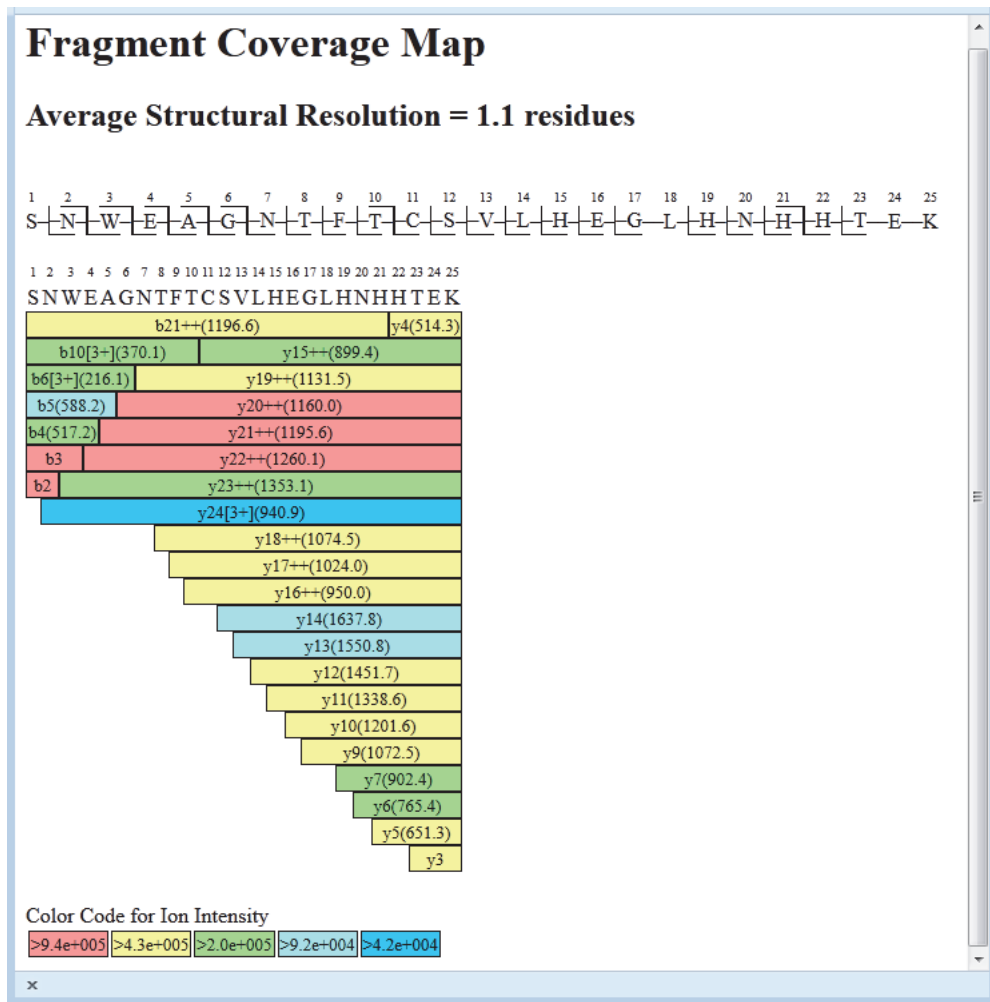 Fragment Coverage Map
Average Structural Resolution = 1.1 residues
1 2 3 4 5 6 7 8 9 10 11 12 13 14 15 16 17 18 19 20 21 22 23 24 25
S N W E A G N T F T C S V L H E G L H N H H T E K
1 2 3 4 5 6 7 8 9 10 11 12 13 14 15 16 17 18 19 20 21 22 23 24 25
SNWEAGNTFTCSVLHEGLHNHHTEK
b21++(1196.6) y4(514.3)
b10[3+](370.1) y15++(899.4)
b6[3+](216.1) y19++(1131.5)
b5(588.2) y20++(1160.0)
b4(517.2) y21++(1195.6)
b3 y22++(1260.1)
b2 y23++(1353.1)
y24[3+](940.9)
y18++(1074.5)
y17++(1024.0)
y16++(950.0)
y14(1637.8)
y13(1550.8)
y12(1451.7)
y11(1338.6)
y10(1201.6)
y9(1072.5)
y7(902.4)
y6(765.4)
y5(651.3)
y3
Color Code for Ion Intensity
>9.4e+005 >4.3e+005 >2.0e+005 >9.2e+004 >4.2e+004